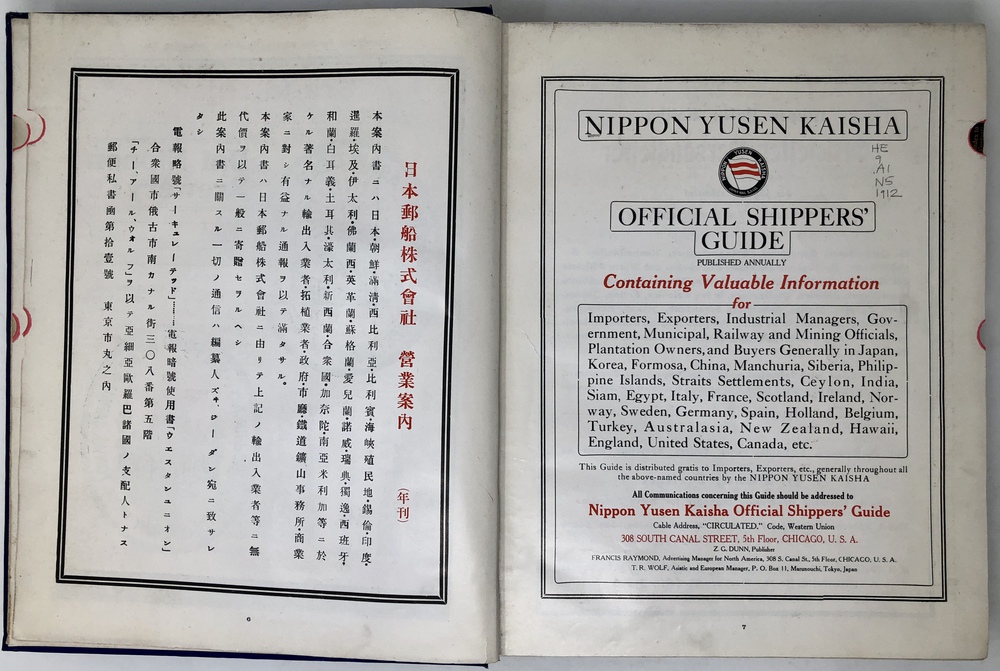 日本郵船株式會社 營業案內 (年刊)
本案內書ニハ日本・朝鮮・滿淸・西比利亞・比利賓・海峽殖民地・錫倫・印度・
暹羅・埃及・伊太利・佛蘭西・英革蘭・蘇格蘭・愛兒蘭・諾威・瑞典・獨逸・西班牙・
和蘭・白耳義・土耳其・濠太利・新西蘭・合衆國・加奈陀・南亞米利加等ニ於
ケル著名ナル輸出入業者・拓植業者・政府・市廳・鐵道鑛山事務所・商業
家ニ對シ有益ナル通報ヲ以テ滿タサル。
本案內書ハ日本郵船株式會社ニ由リテ上記ノ輸出入業者等ニ無
代價ヲ以テ一般ニ寄贈セヲルヘシ
此案內書ニ關スル一切ノ通信ハ編纂人ズ井、ロー ダン宛ニ致サレ
タシ
電報略號「サーキュレーテッド」……電報暗號使用書「ウエスタンユニオン」
合衆國市俄古市南カナル街三〇八番第五階
「チー、アール、ウオルフ」ヲ以テ亞細亞歐羅巴諸國ノ支配人トナス
郵便私書凾第拾壹號 東京市丸之內
6
NIPPON YUSEN KAISHA
NIPPON YUSEN KAISHA
HE
9
.A1
N5
1912
OFFICIAL SHIPPERS'
GUIDE
PUBLISHED ANNUALLY
Containing Valuable Information
for
Importers, Exporters, Industrial Managers, Gov-
ernment, Municipal, Railway and Mining Officials,
Plantation Owners, and Buyers Generally in Japan,
Korea, Formosa, China, Manchuria, Siberia, Philip-
pine Islands, Straits Settlements, Ceylon, India,
Siam, Egypt, Italy, France, Scotland, Ireland, Nor-
way, Sweden, Germany, Spain, Holland, Belgium,
Turkey, Australasia, New Zealand, Hawaii,
England, United States, Canada, etc.
This Guide is distributed gratis to Importers, Exporters, etc., generally throughout all
the above-named countries by the NIPPON YUSEN KAISHA
All Communications concerning this Guide should be addressed to
Nippon Yusen Kaisha Official Shippers' Guide
Cable Address, "CIRCULATED." Code, Western Union
308 SOUTH CANAL STREET, 5th Floor, CHICAGO, U. S. A.
Z. G. DUNN, Publisher
FRANCIS RAYMOND, Advertising Manager for North America, 308 S. Canal St., 5th Floor, CHICAGO, U. S. A.
T. R. WOLF, Asiatic and European Manager, P. O. Box 11, Marunouchi, Tokyo, Japan
7